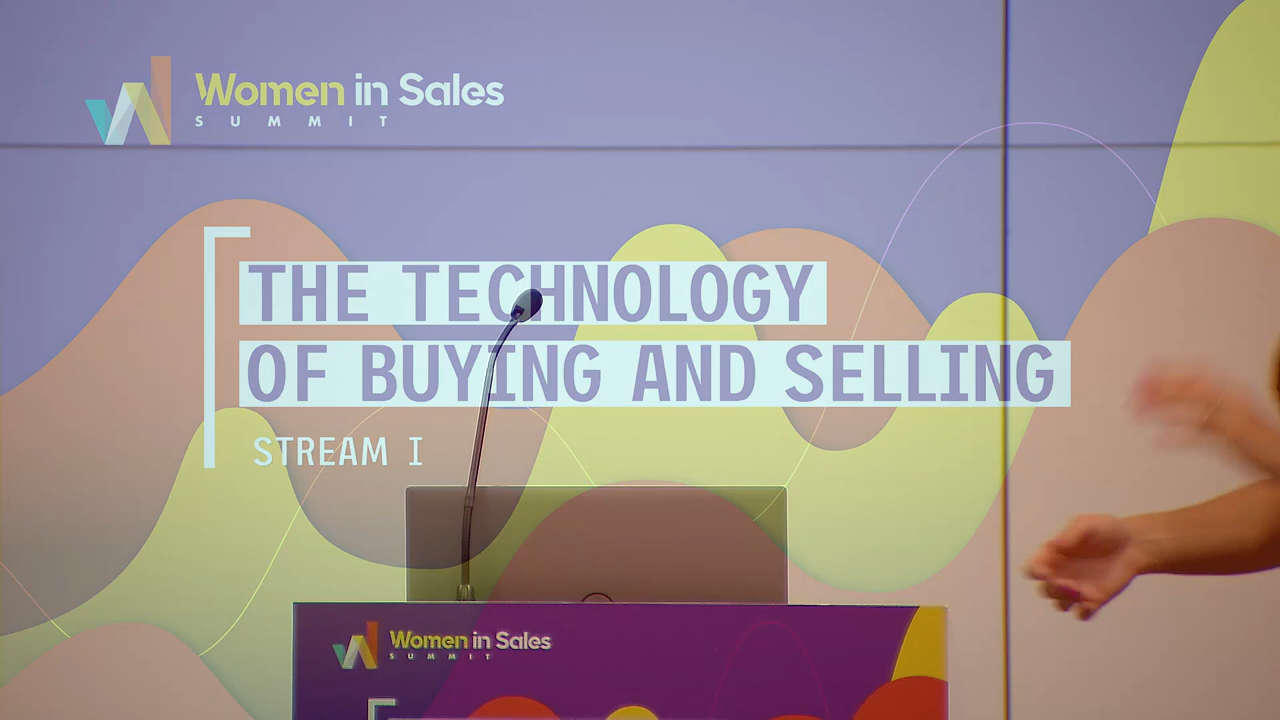 Women in Sales
SUMMIT
THE TECHNOLOGY
OF BUYING AND SELLING
STREAM I
Women in Sales
SUMMIT